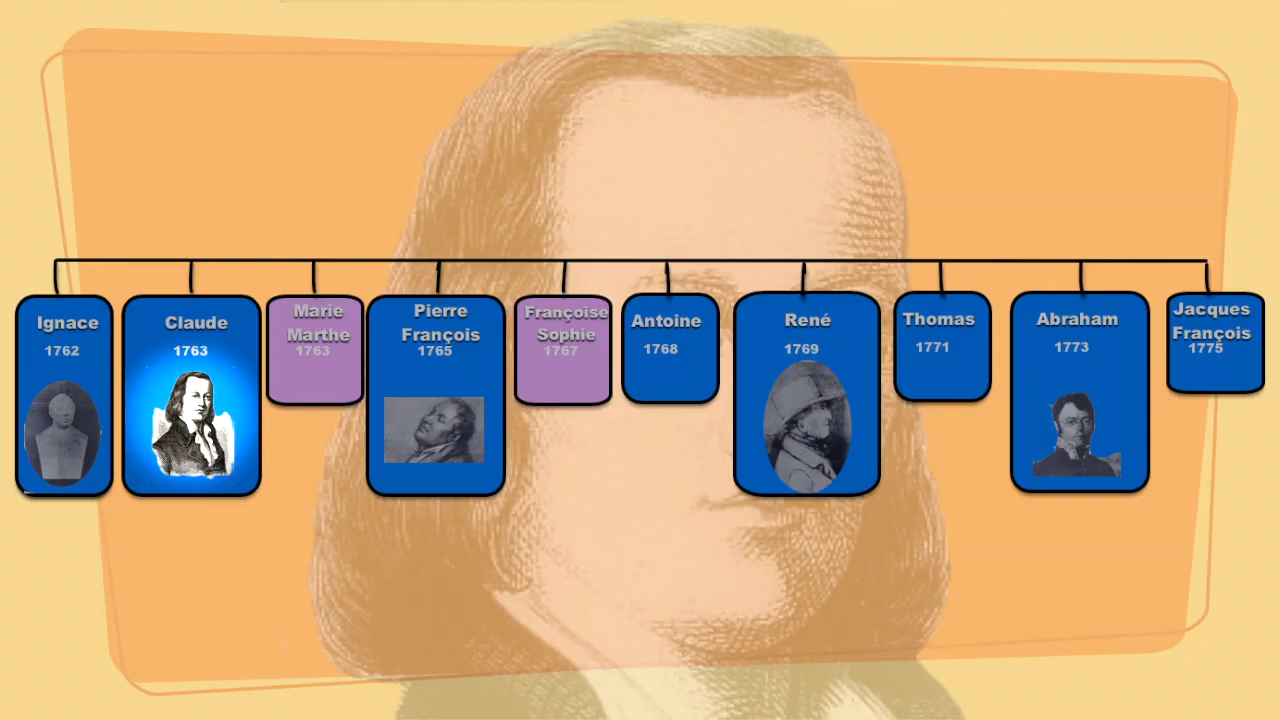 Ignace
1762
Claude
1763
Marie
Marthe
1763
Pierre
François
1765
Françoise
Sophie
1767
Antoine
1768
René
1769
Thomas
1771
Abraham
1773
Jacques
François
1775